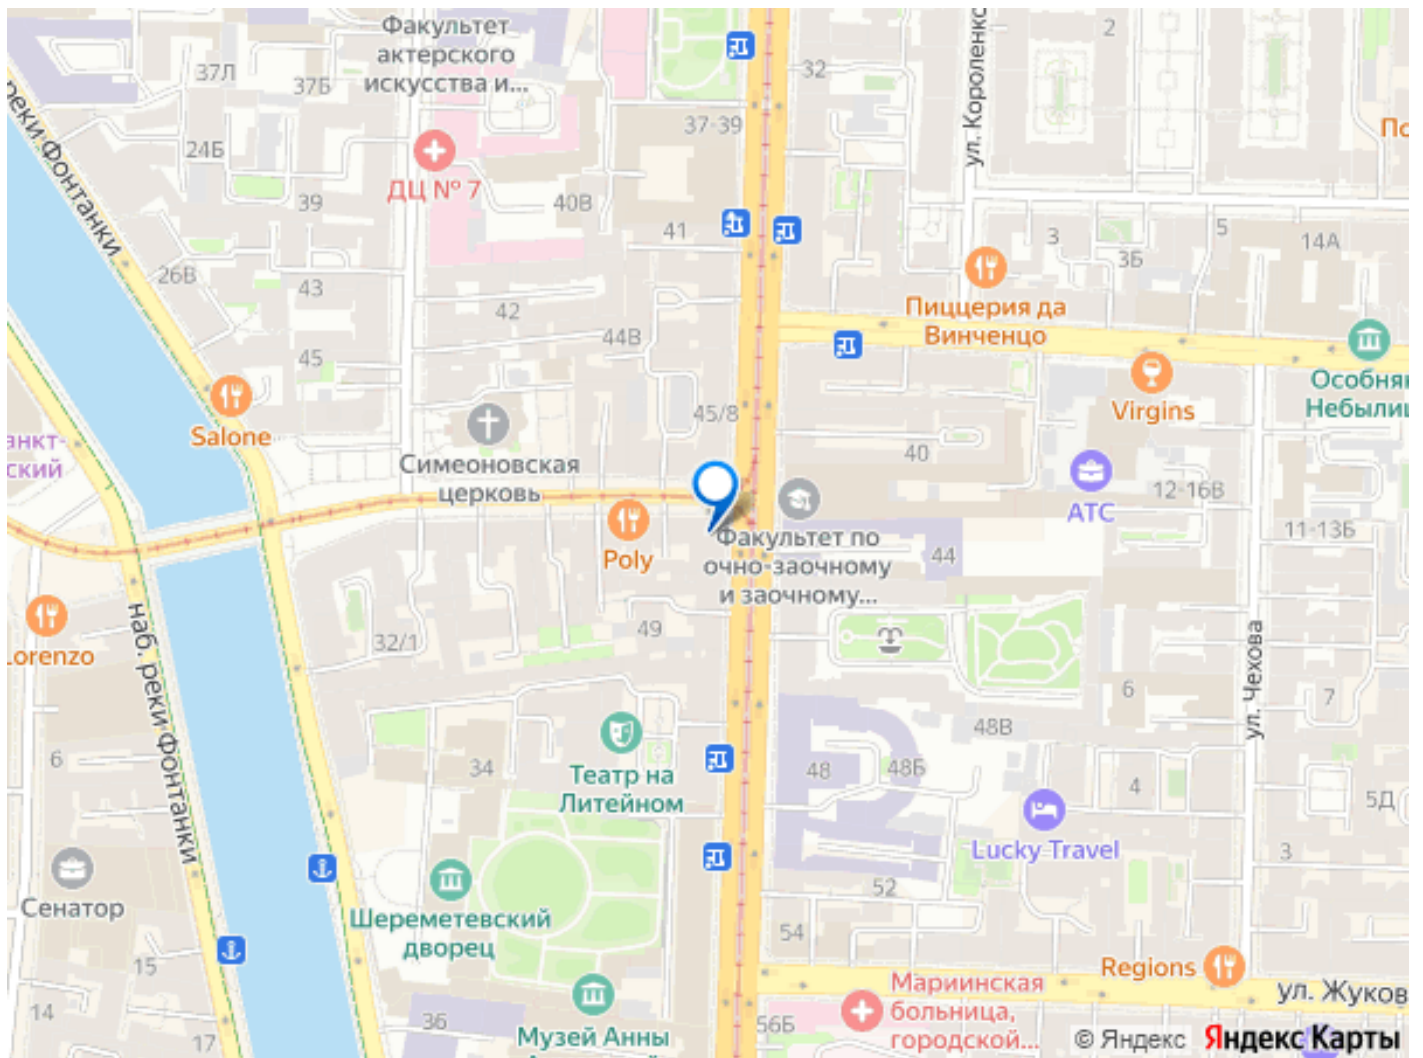 Факультет
актерского
искусства и...
2
37Л
37Б
32
ул. Короленко
По
37-39
24Б
ДЦ № 7
39
40В
41
3
3Б
5
14А
реки Фонтанки
26В
43
42
Пиццерия да
Винченцо
44В
45
Особняк
Virgins
45/8
Salone
40
Симеоновская
церковь
12-16В
АТС
11-13Б
Poly
Факультет по
очно-заочному
и заочному...
44
49
32/1
Lorenzo
наб. реки Фонтанки
ул. Чехова
6
7
48В
6
34
Театр на
Литейном
48
48Б
4
5Д
Lucky Travel
3
52
Сенатор
Шереметевский
дворец
54
15
Regions
Мариинская
больница,
городской...
ул. Жуков
14
36
56Б
17
Музей Анны
© Яндекс Яндекс Карты